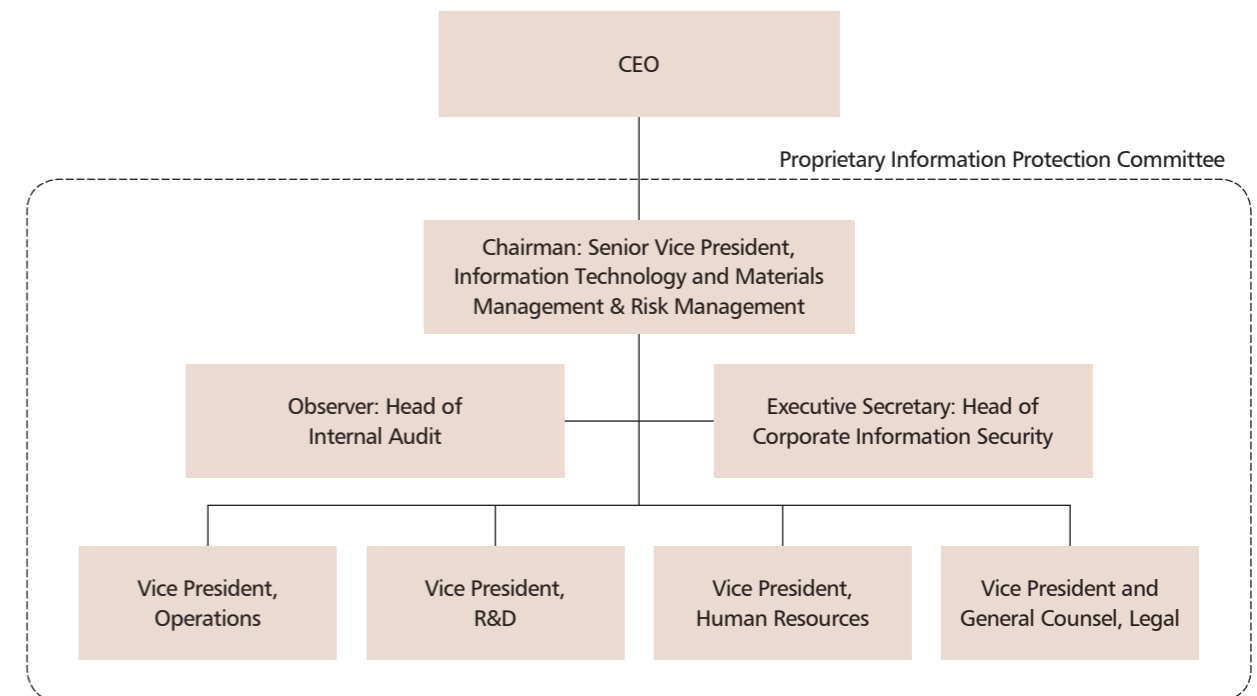 CEO
Proprietary Information Protection Committee
Chairman: Senior Vice President,
Information Technology and Materials
Management & Risk Management
Observer: Head of
Internal Audit
Executive Secretary: Head of
Corporate Information Security
Vice President,
Operations
Vice President,
R&D
Vice President,
Human Resources
Vice President and
General Counsel, Legal